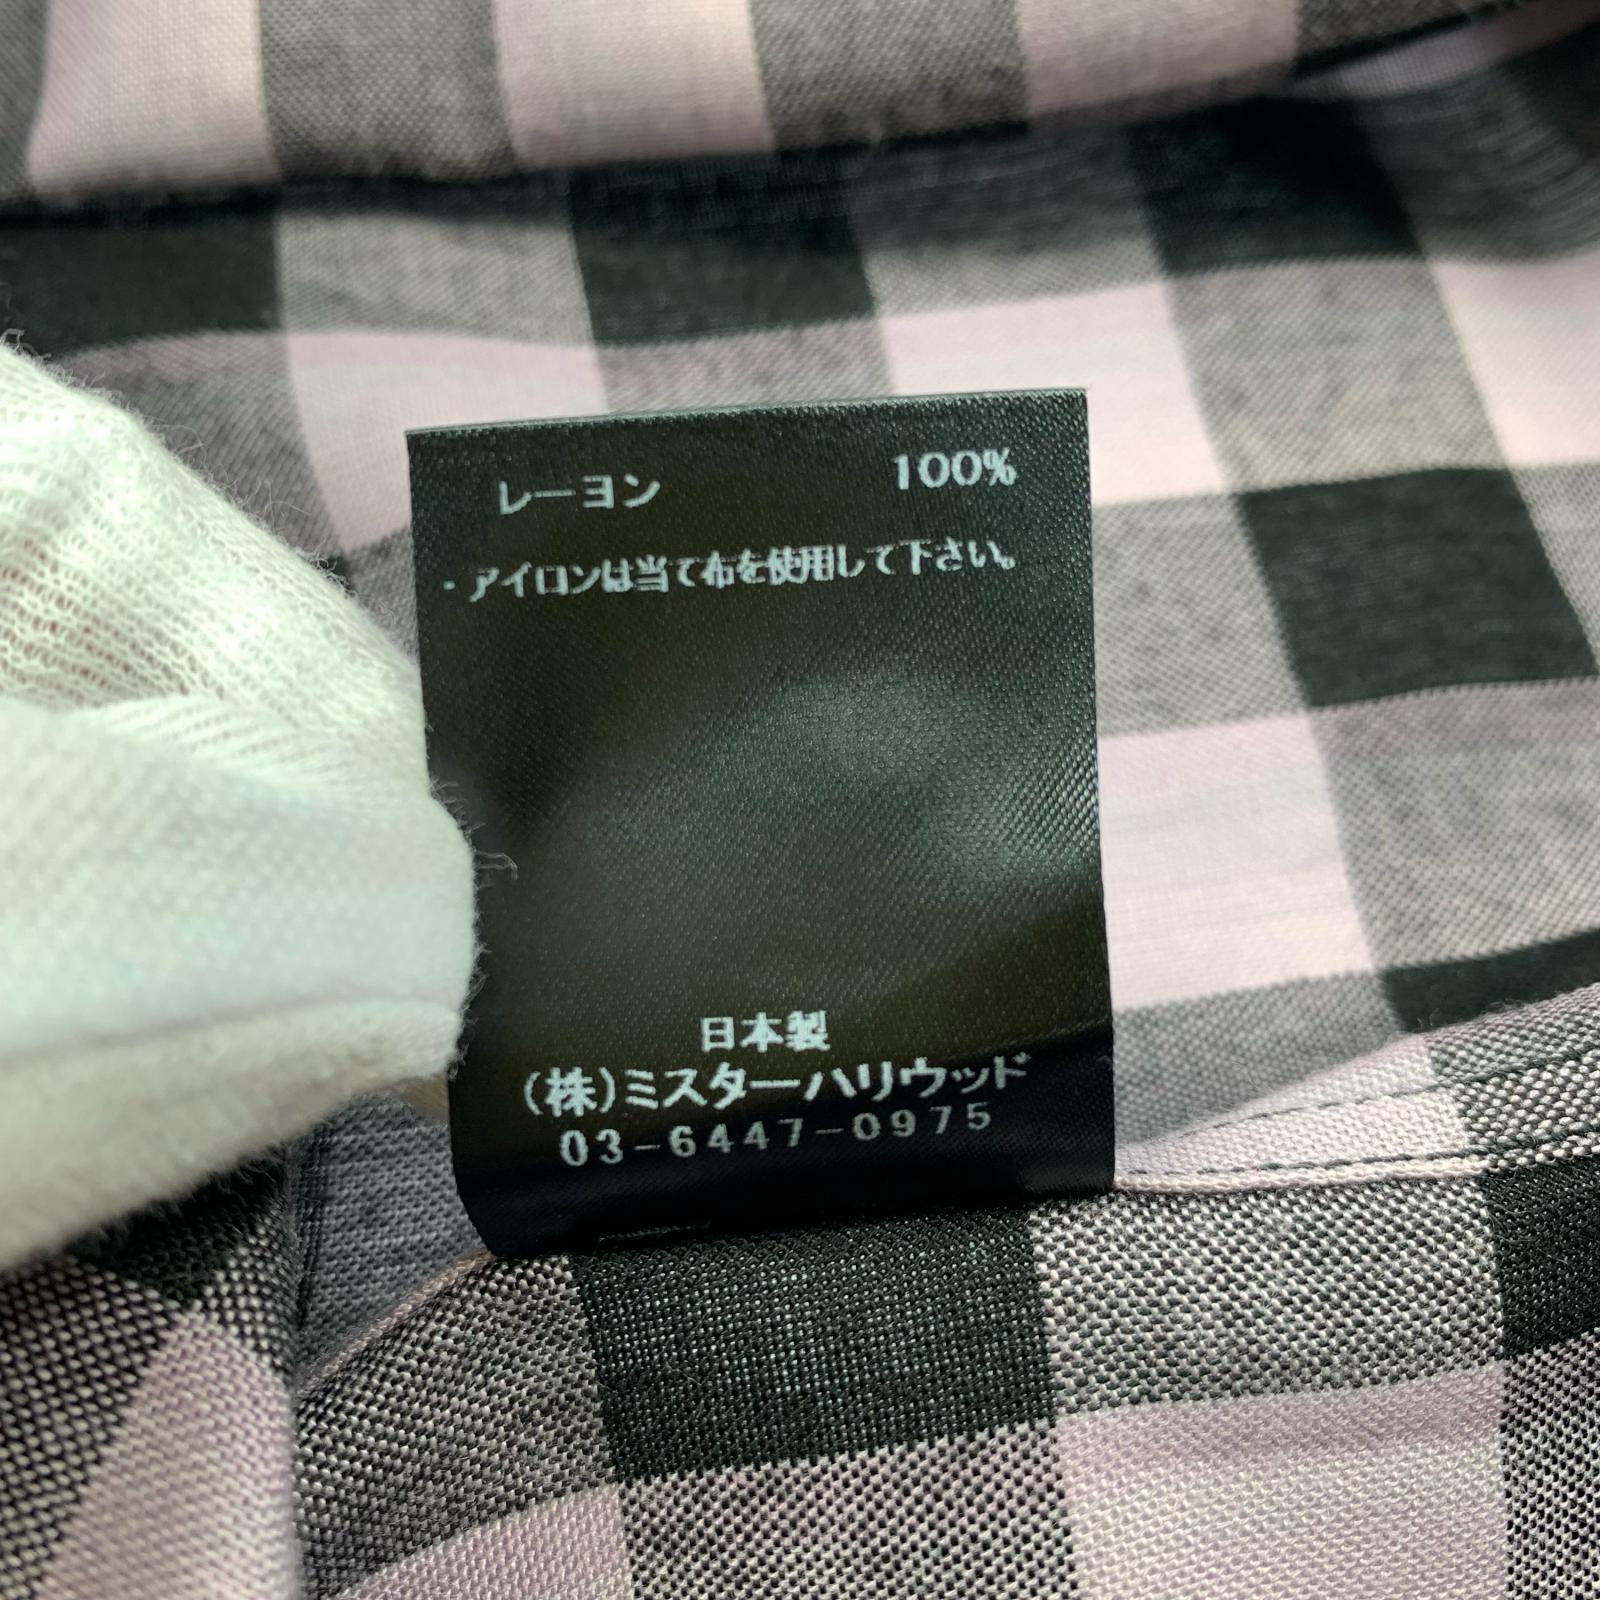 レーヨン 100%
・アイロンは当て布を使用して下さい。
日本製
(株)ミスターハリウッド
03-6447-0975